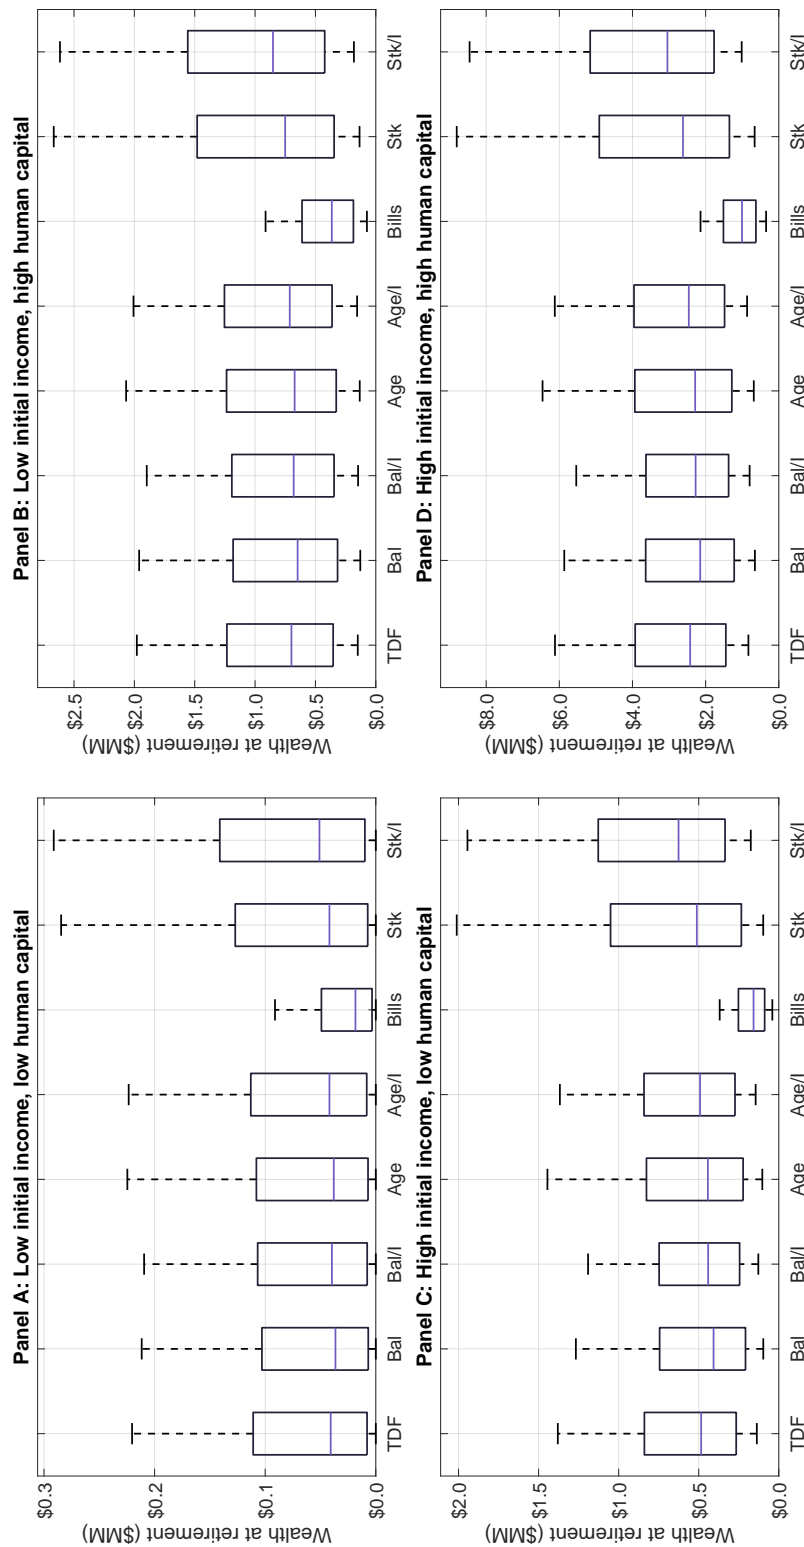 Panel A: Low initial income, low human capital
Wealth at retirement ($MM)
$0.3
$0.2
$0.1
$0.0
TDF Bal Bal/I Age Age/I Bills Stk Stk/I
Panel B: Low initial income, high human capital
Wealth at retirement ($MM)
$2.5
$2.0
$1.5
$1.0
$0.5
$0.0
TDF Bal Bal/I Age Age/I Bills Stk Stk/I
Panel C: High initial income, low human capital
Wealth at retirement ($MM)
$2.0
$1.5
$1.0
$0.5
$0.0
TDF Bal Bal/I Age Age/I Bills Stk Stk/I
Panel D: High initial income, high human capital
Wealth at retirement ($MM)
$8.0
$6.0
$4.0
$2.0
$0.0
TDF Bal Bal/I Age Age/I Bills Stk Stk/I